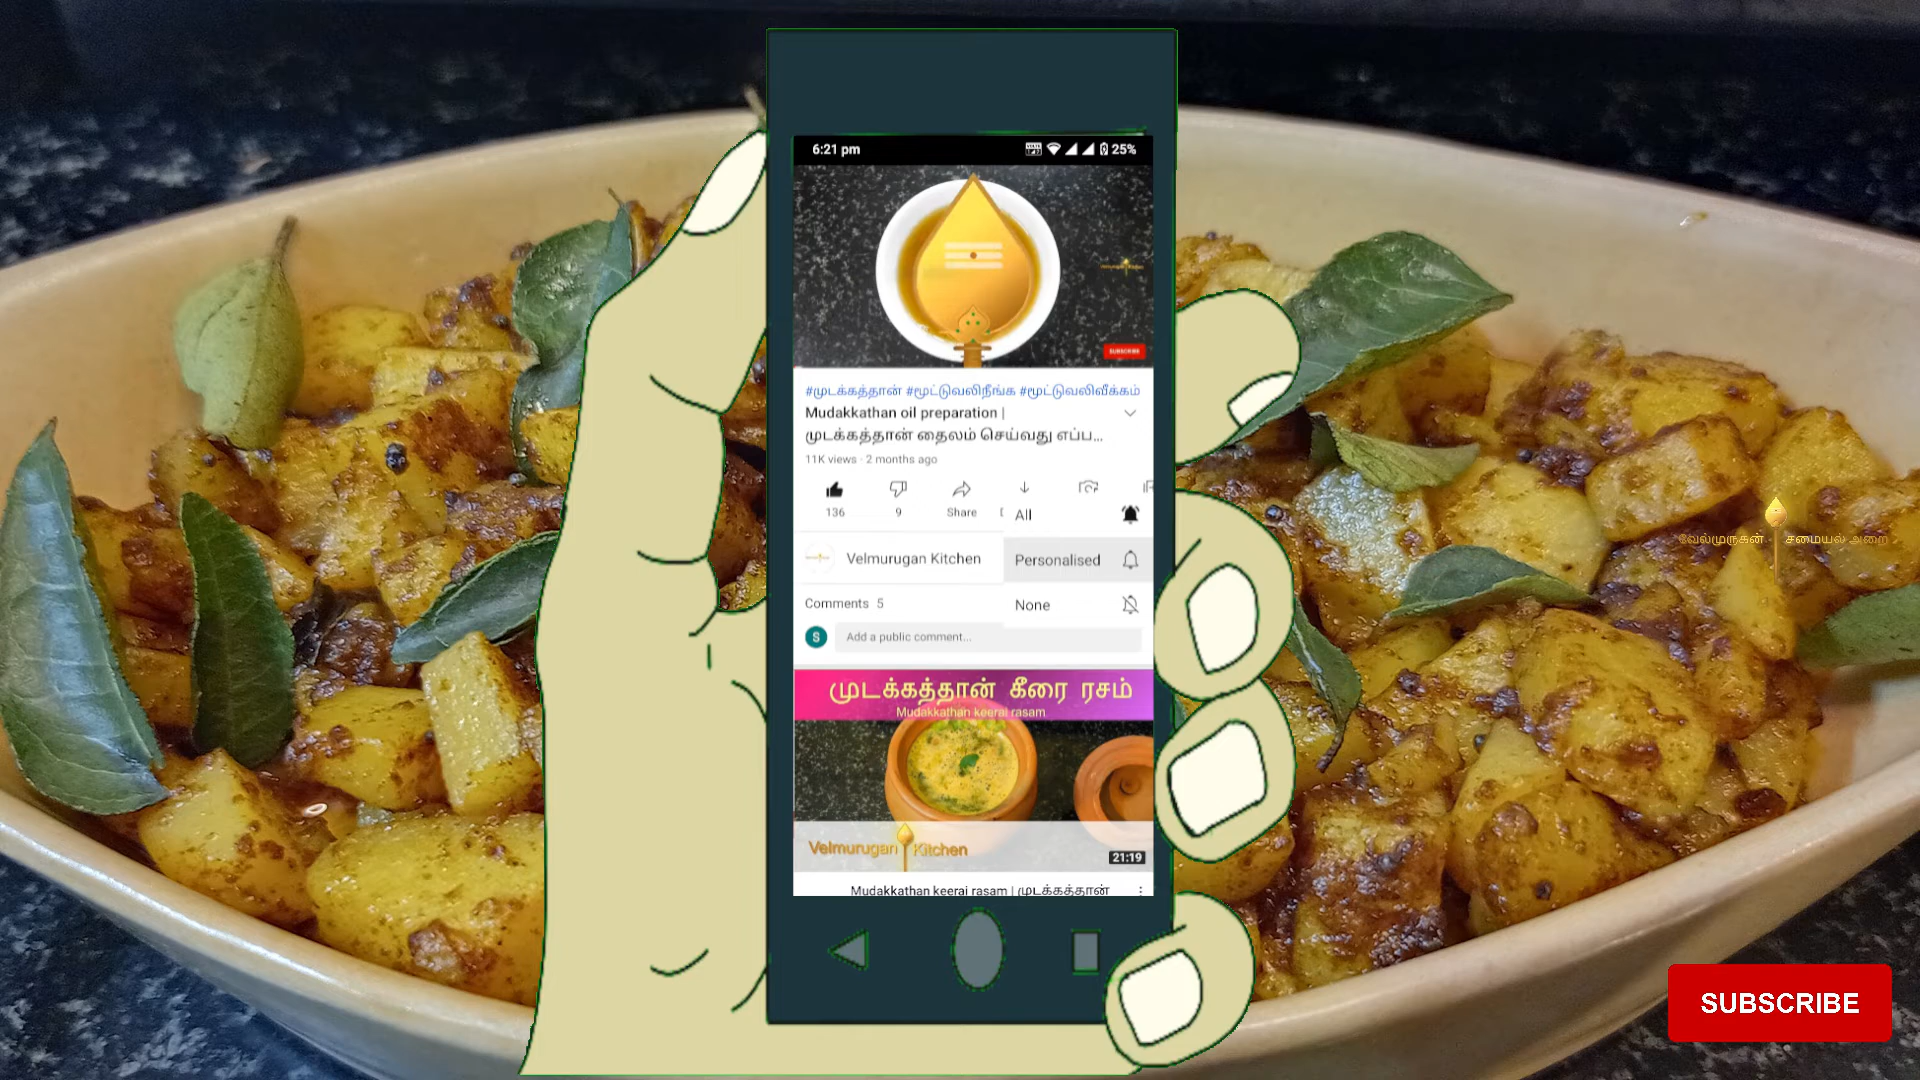 6:21 pm
25%
SUBSCRIBE
#முடக்கத்தான் #மூட்டுவலிநீங்க #மூட்டுவலிவீக்கம்
Mudakkathan oil preparation |
முடக்கத்தான் தைலம் செய்வது எப்ப...
11K views · 2 months ago
136
9
Share
All
Velmurugan Kitchen
Personalised
Comments 5
None
S
Add a public comment...
முடக்கத்தான் கீரை ரசம்
Mudakkathan keerai rasam
Velmurugan Kitchen
21:19
Mudakkathan keerai rasam | முடக்கத்தான்
வேல்முருகன் சமையல் அறை
SUBSCRIBE